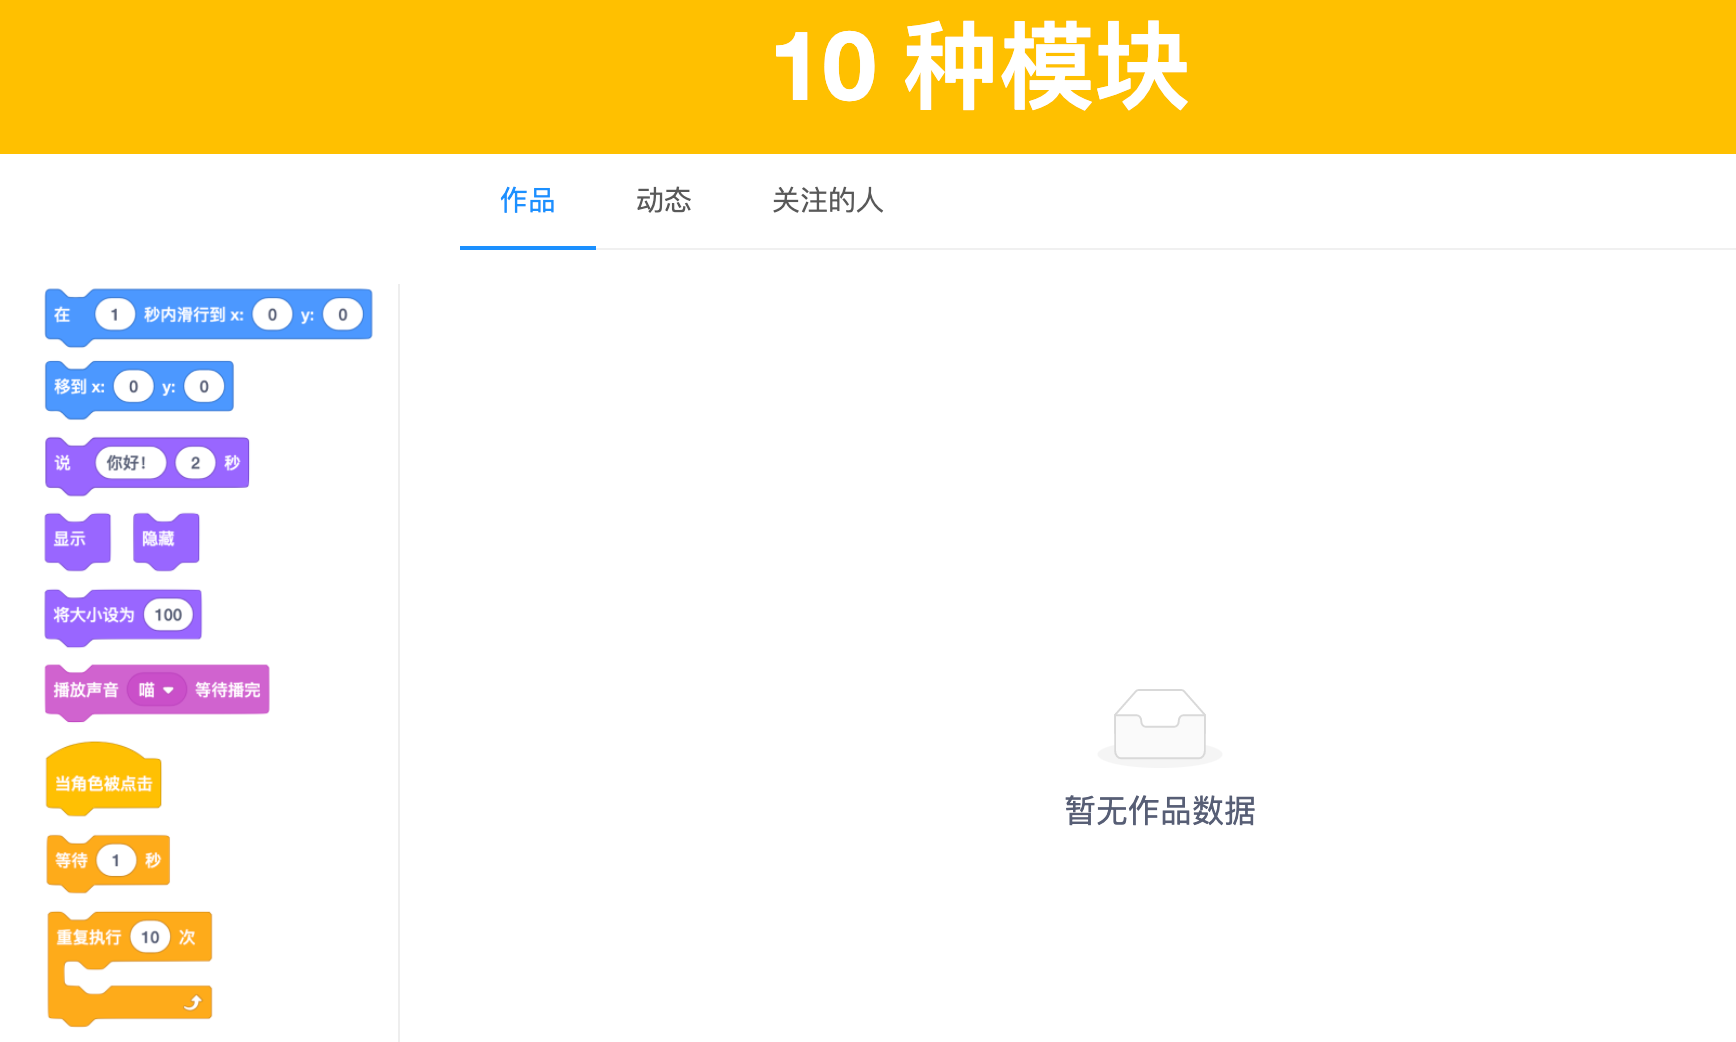 10 种模块
作品 动态 关注的人
在 1 秒内滑行到 x: 0 y: 0
移到 x: 0 y: 0
说 你好！ 2 秒
显示 隐藏
将大小设为 100
播放声音 喵 等待播完
暂无作品数据
当角色被点击
等待 1 秒
重复执行 10 次